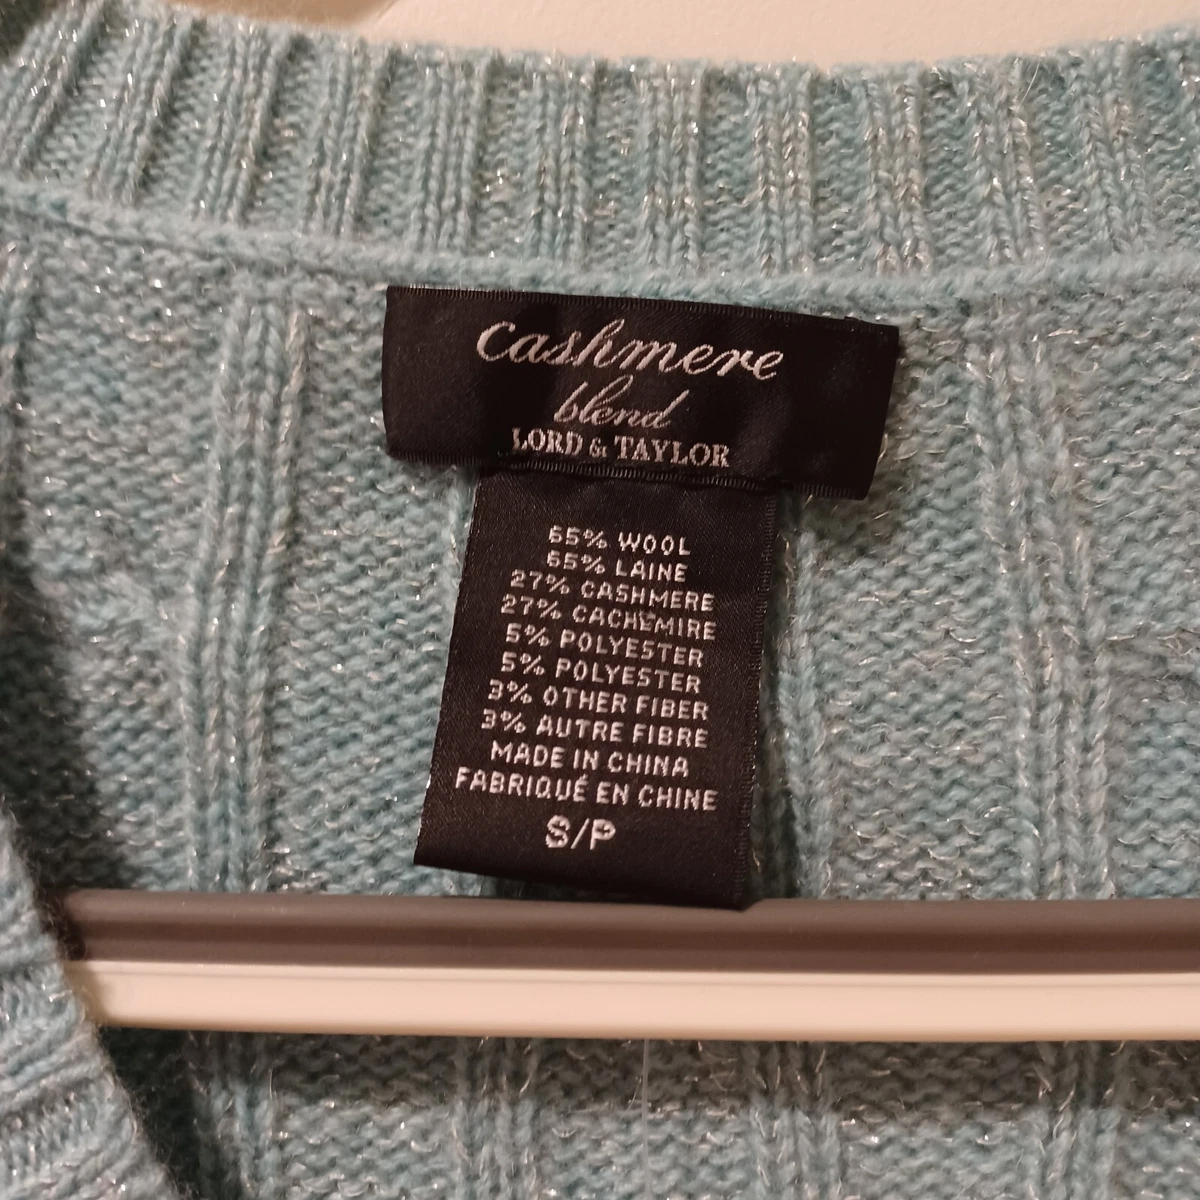 Cashmere
blend
LORD & TAYLOR
65% WOOL
65% LAINE
27% CASHMERE
27% CACHEMIRE
5% POLYESTER
5% POLYESTER
3% OTHER FIBER
3% AUTRE FIBRE
MADE IN CHINA
FABRIQUÉ EN CHINE
S/P